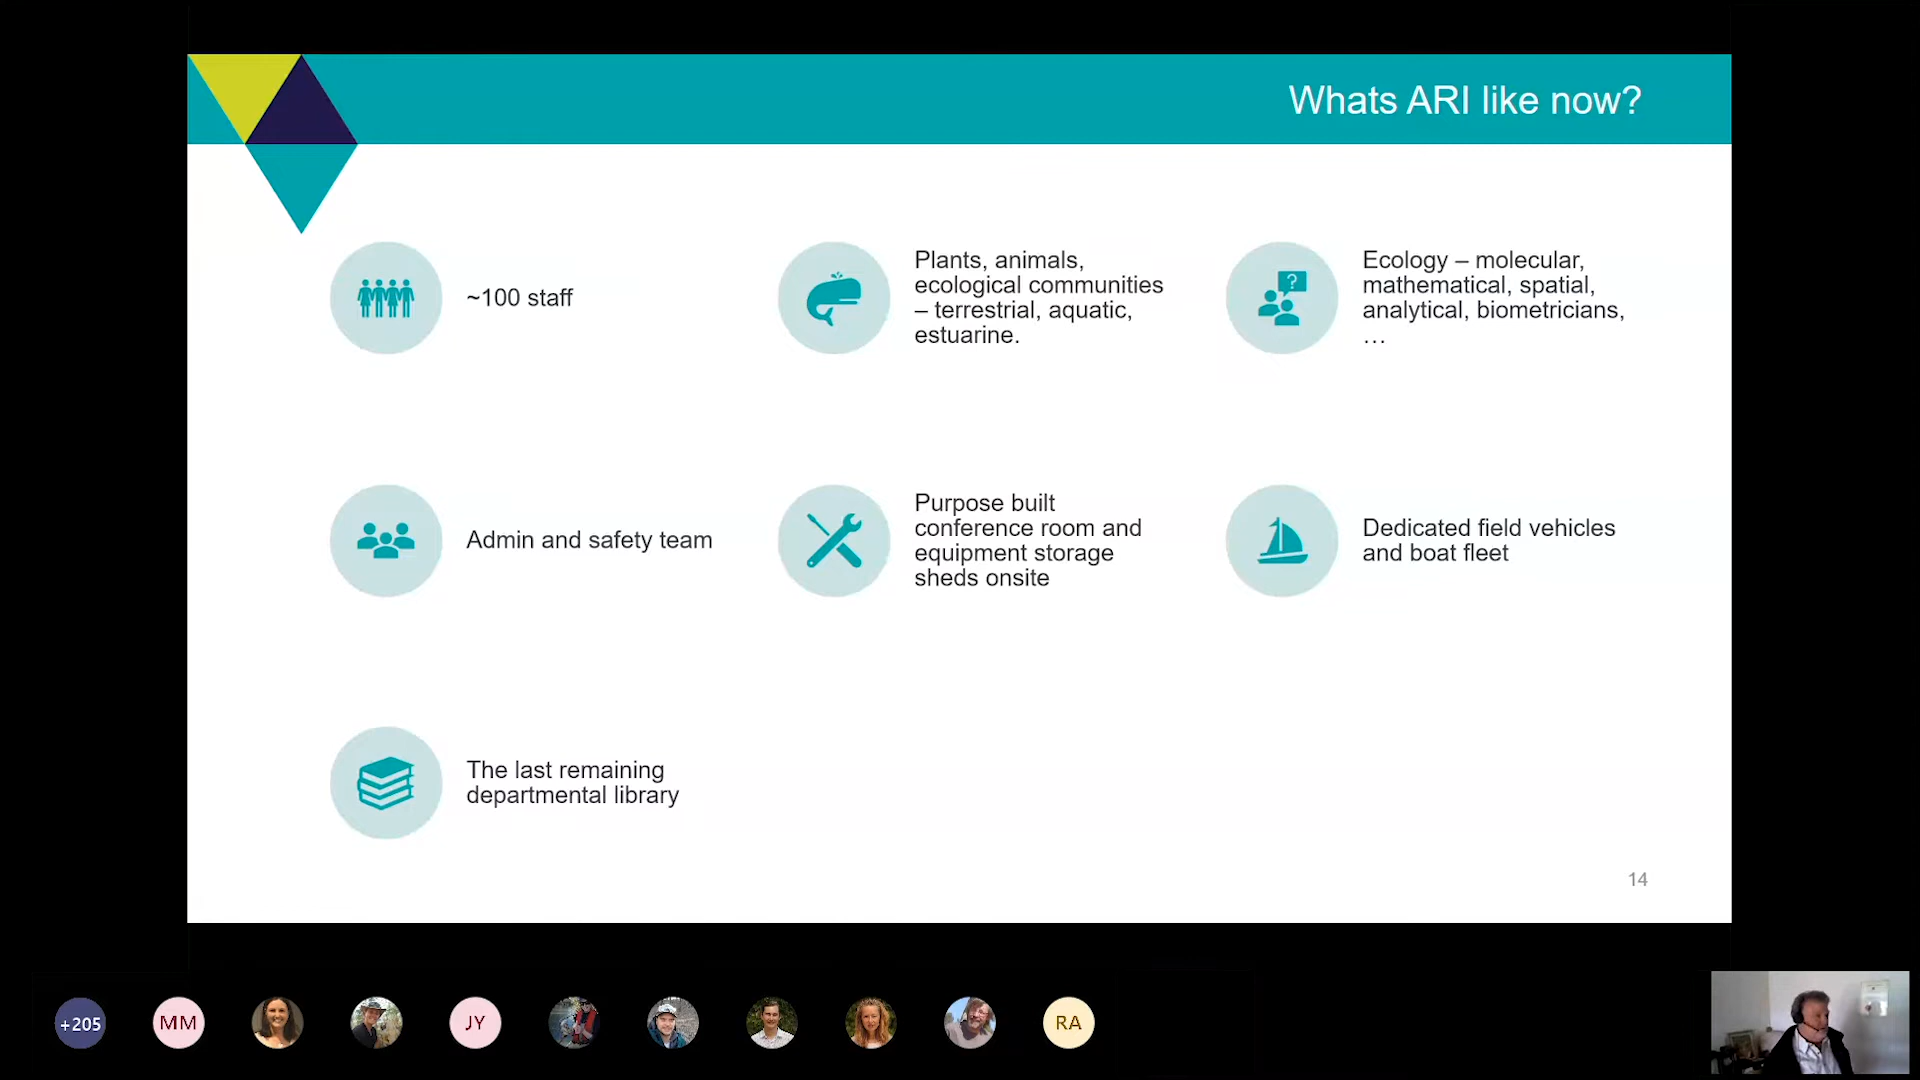 Whats ARI like now?
~100 staff
Plants, animals,
ecological communities
– terrestrial, aquatic,
estuarine.
?
Ecology – molecular,
mathematical, spatial,
analytical, biometricians,
…
Admin and safety team
Purpose built
conference room and
equipment storage
sheds onsite
Dedicated field vehicles
and boat fleet
The last remaining
departmental library
14
+205
MM
JY
RA